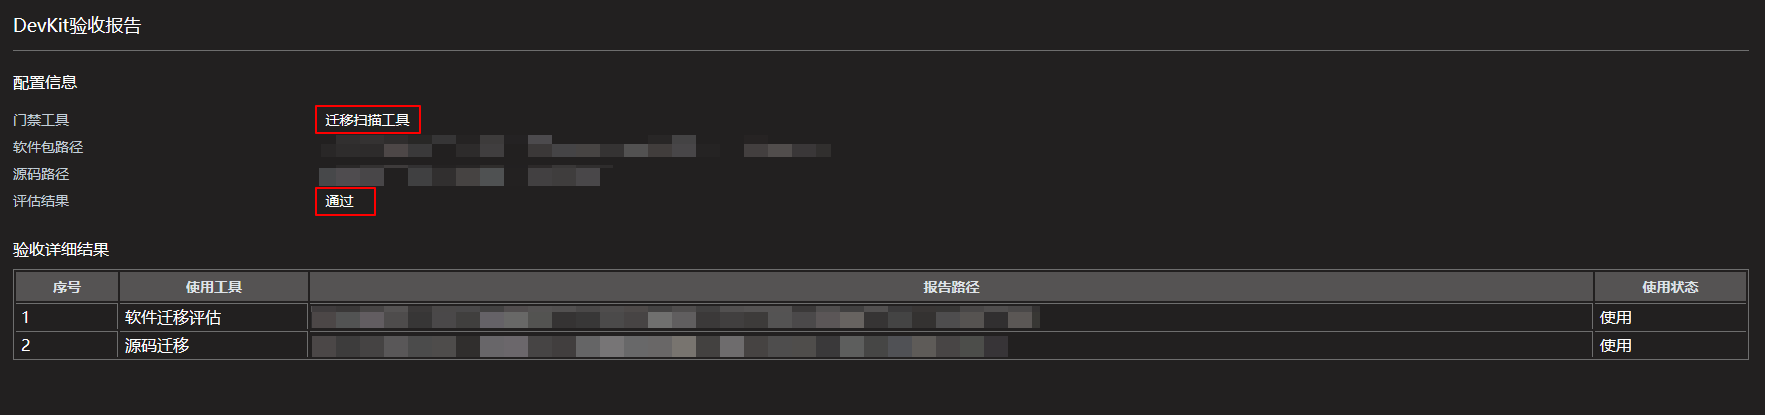 DevKit验收报告
配置信息
门禁工具 迁移扫描工具
软件包路径
源码路径
评估结果 通过
验收详细结果
序号 使用工具 报告路径 使用状态
1 软件迁移评估 使用
2 源码迁移 使用